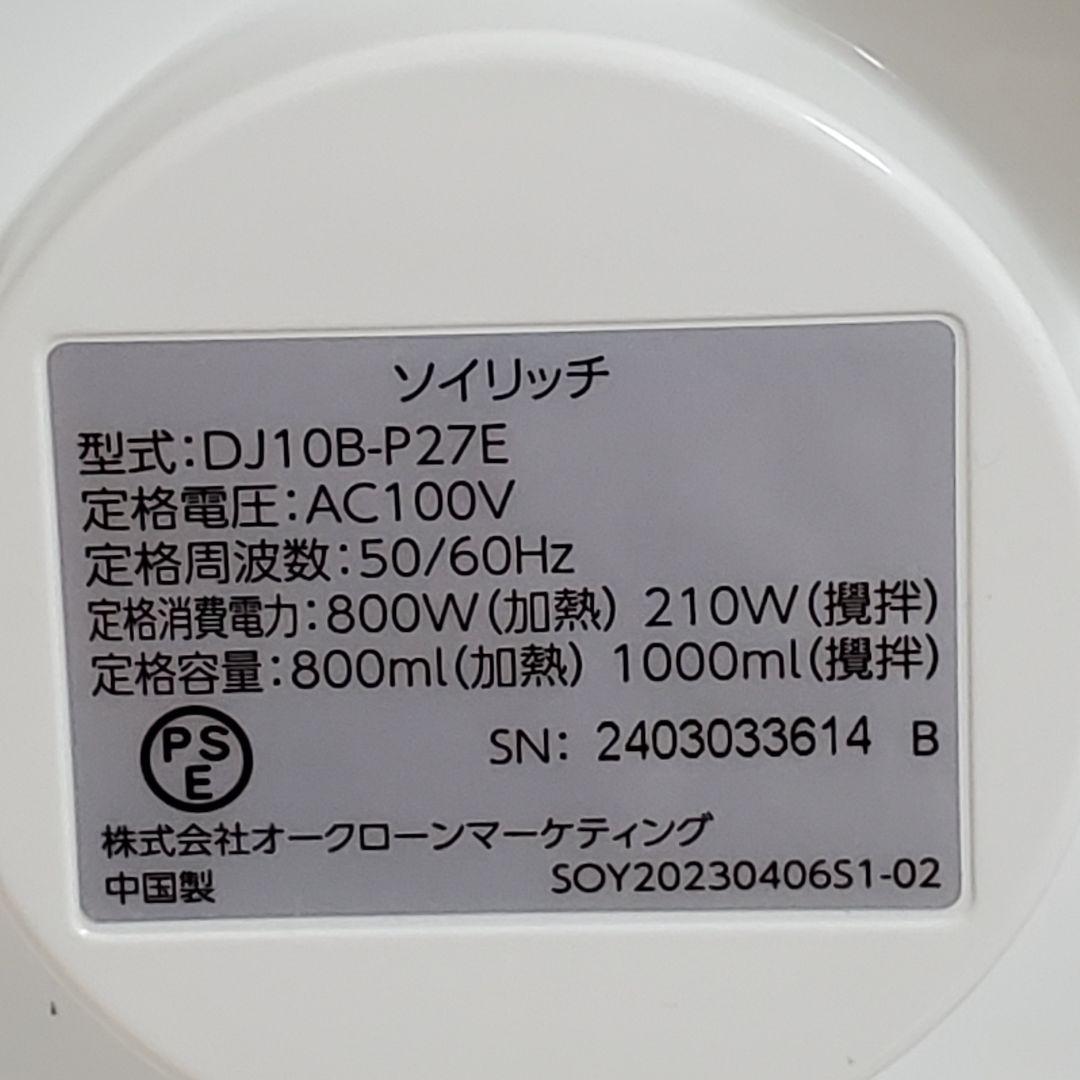 ソイリッチ
型式:DJ10B-P27E
定格電圧:AC100V
定格周波数:50/60Hz
定格消費電力:800W(加熱) 210W(攪拌)
定格容量:800ml(加熱) 1000ml(攪拌)
PS
E
SN: 2403033614 B
株式会社オークローンマーケティング
中国製
SOY20230406S1-02